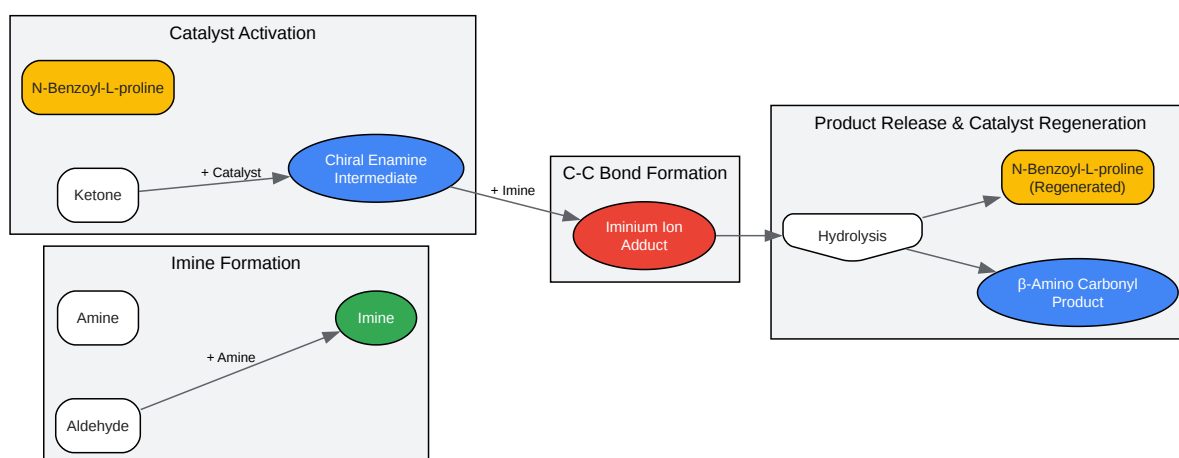 Catalyst Activation
N-Benzoyl-L-proline
Ketone
+ Catalyst
Chiral Enamine
Intermediate
+ Imine
Imine Formation
Amine
Aldehyde
+ Amine
Imine
C-C Bond Formation
Iminium Ion
Adduct
Product Release & Catalyst Regeneration
Hydrolysis
N-Benzoyl-L-proline
(Regenerated)
β-Amino Carbonyl
Product